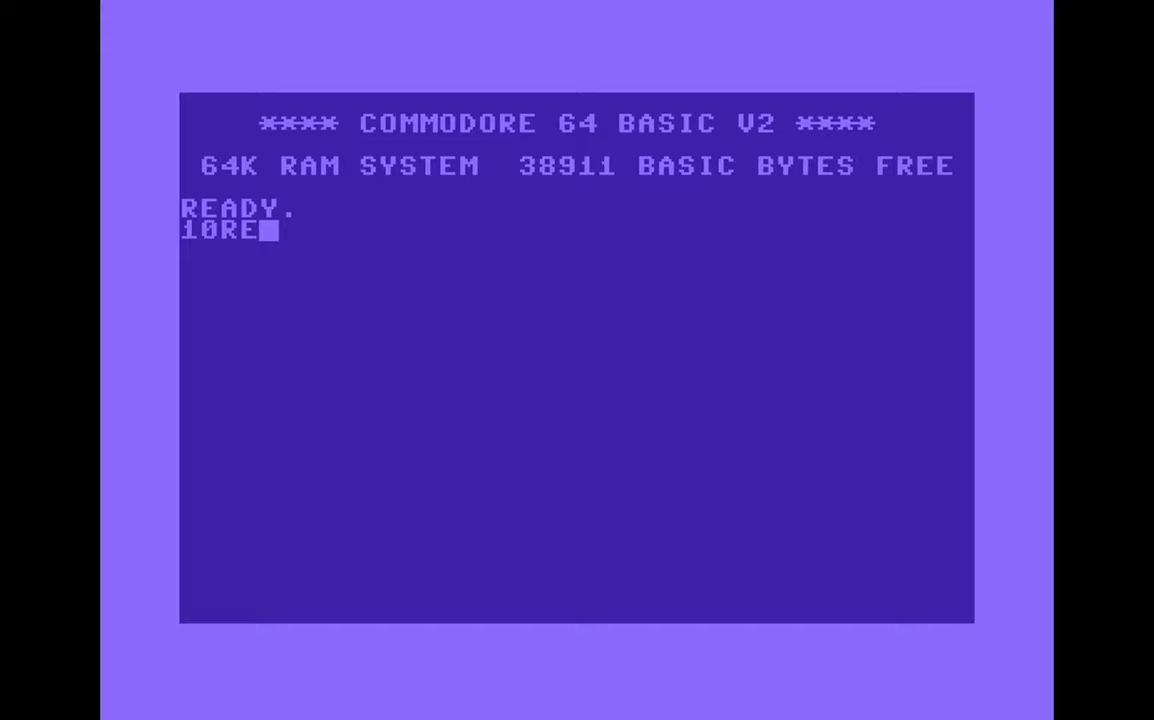 **** COMMODORE 64 BASIC V2 ****
64K RAM SYSTEM  38911 BASIC BYTES FREE
READY.
10RE